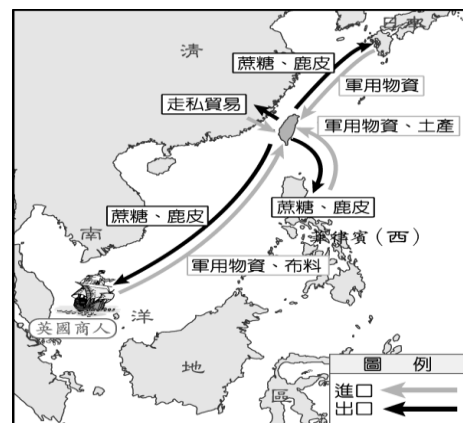 日本
清
蔗糖、鹿皮
軍用物資
走私貿易
軍用物資、土產
蔗糖、鹿皮
蔗糖、鹿皮
菲律賓（西）
南
軍用物資、布料
洋
英國商人
地
區
圖 例
進口
出口